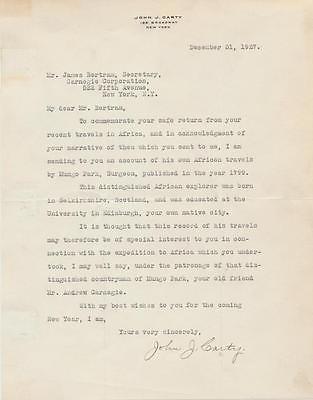 JOHN J. CARTY
195 BROADWAY
NEW YORK
December 31, 1927.
Mr. James Bertram, Secretary,
Carnegie Corporation,
522 Fifth Avenue,
New York, N.Y.
My dear Mr. Bertram,
To commemorate your safe return from your
recent travels in Africa, and in acknowledgment of
your narrative of them which you sent to me, I am
sending to you an account of his own African travels
by Mungo Park, Surgeon, published in the year 1799.
This distinguished African explorer was born
in Selkirkshire, Scotland, and was educated at the
University in Edinburgh, your own native city.
It is thought that this record of his travels
may therefore be of special interest to you in con-
nection with the expedition to Africa which you under-
took, I may well say, under the patronage of that dis-
tinguished countryman of Mungo Park, your old friend
Mr. Andrew Carnegie.
With my best wishes to you for the coming
New Year, I am,
Yours very sincerely,
John J. Carty.